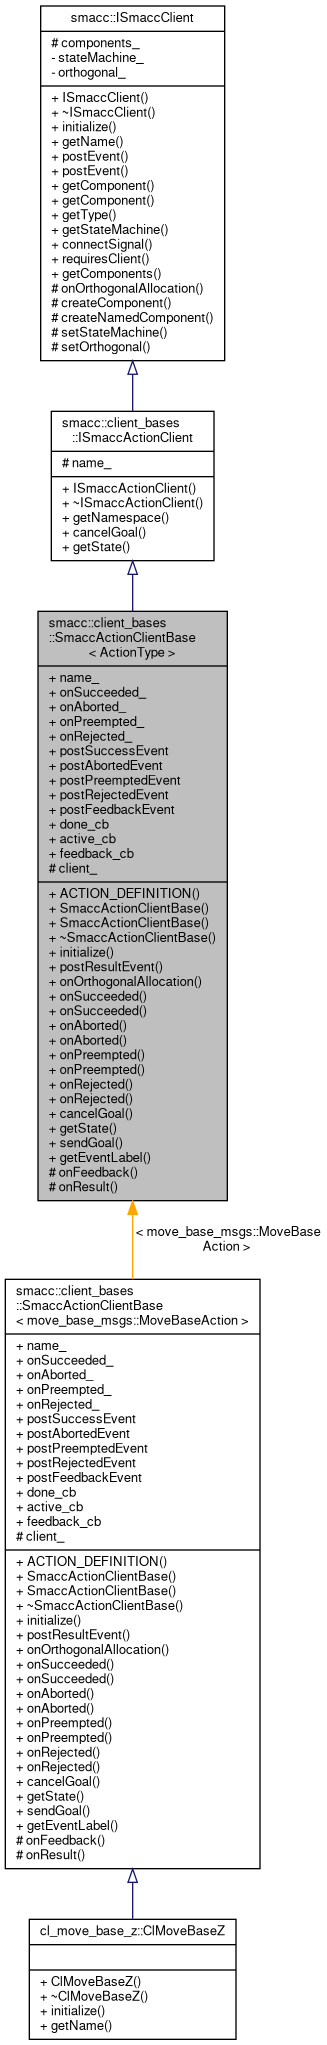 smacc::ISmaccClient
# components_
- stateMachine_
- orthogonal_
+ ISmaccClient()
+ ~ISmaccClient()
+ initialize()
+ getName()
+ postEvent()
+ postEvent()
+ getComponent()
+ getComponent()
+ getType()
+ getStateMachine()
+ connectSignal()
+ requiresClient()
+ getComponents()
# onOrthogonalAllocation()
# createComponent()
# createNamedComponent()
# setStateMachine()
# setOrthogonal()
smacc::client_bases
::ISmaccActionClient
# name_
+ ISmaccActionClient()
+ ~ISmaccActionClient()
+ getNamespace()
+ cancelGoal()
+ getState()
smacc::client_bases
::SmaccActionClientBase
< ActionType >
+ name_
+ onSucceeded_
+ onAborted_
+ onPreempted_
+ onRejected_
+ postSuccessEvent
+ postAbortedEvent
+ postPreemptedEvent
+ postRejectedEvent
+ postFeedbackEvent
+ done_cb
+ active_cb
+ feedback_cb
# client_
+ ACTION_DEFINITION()
+ SmaccActionClientBase()
+ SmaccActionClientBase()
+ ~SmaccActionClientBase()
+ initialize()
+ postResultEvent()
+ onOrthogonalAllocation()
+ onSucceeded()
+ onSucceeded()
+ onAborted()
+ onAborted()
+ onPreempted()
+ onPreempted()
+ onRejected()
+ onRejected()
+ cancelGoal()
+ getState()
+ sendGoal()
+ getEventLabel()
# onFeedback()
# onResult()
< move_base_msgs::MoveBase
Action >
smacc::client_bases
::SmaccActionClientBase
< move_base_msgs::MoveBaseAction >
+ name_
+ onSucceeded_
+ onAborted_
+ onPreempted_
+ onRejected_
+ postSuccessEvent
+ postAbortedEvent
+ postPreemptedEvent
+ postRejectedEvent
+ postFeedbackEvent
+ done_cb
+ active_cb
+ feedback_cb
# client_
+ ACTION_DEFINITION()
+ SmaccActionClientBase()
+ SmaccActionClientBase()
+ ~SmaccActionClientBase()
+ initialize()
+ postResultEvent()
+ onOrthogonalAllocation()
+ onSucceeded()
+ onSucceeded()
+ onAborted()
+ onAborted()
+ onPreempted()
+ onPreempted()
+ onRejected()
+ onRejected()
+ cancelGoal()
+ getState()
+ sendGoal()
+ getEventLabel()
# onFeedback()
# onResult()
cl_move_base_z::ClMoveBaseZ
+ ClMoveBaseZ()
+ ~ClMoveBaseZ()
+ initialize()
+ getName()